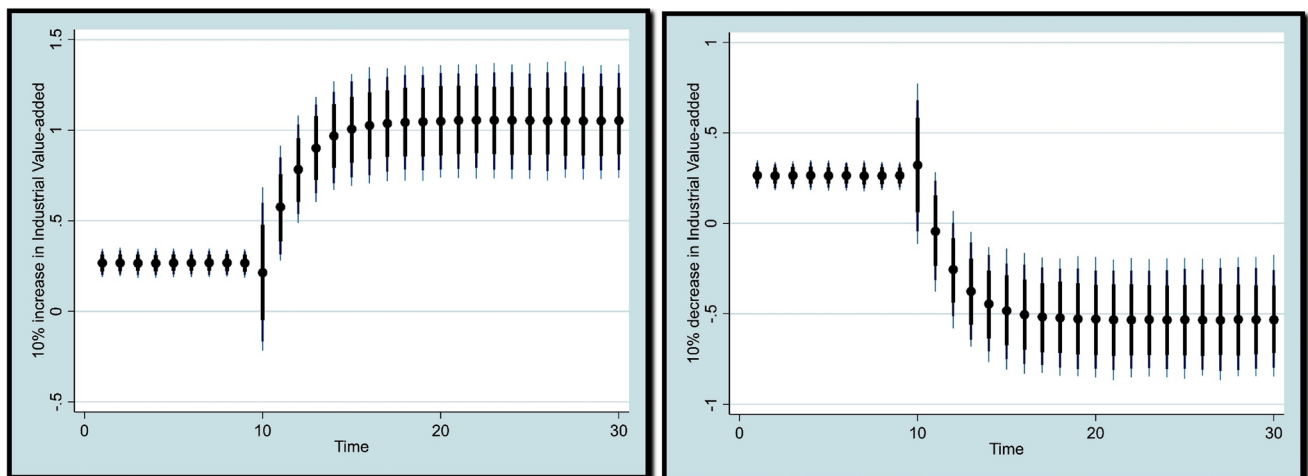 10% increase in Industrial Value-added
1.5
1
.5
0
-.5
0 10 20 30
Time
10% decrease in Industrial Value-added
1
.5
0
-.5
-1
0 10 20 30
Time